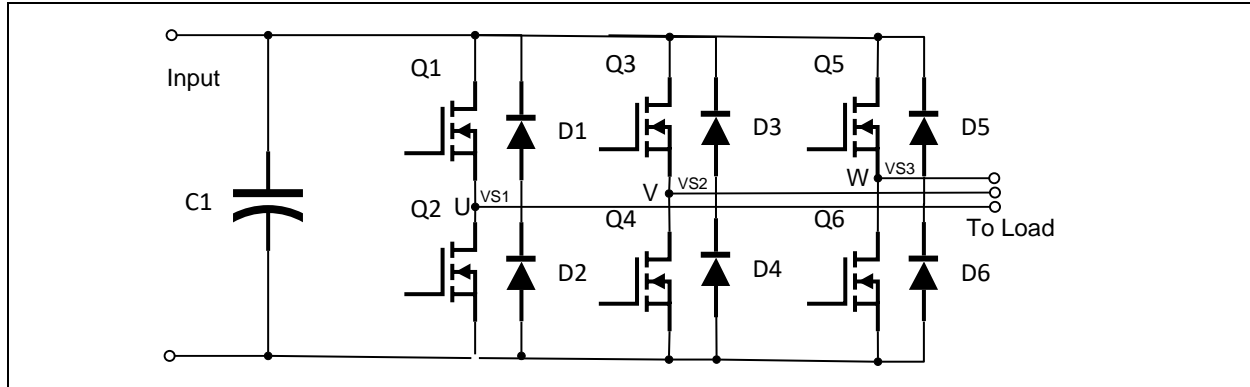 Input
C1
Q1
D1
Q3
D3
Q5
D5
U
VS1
V
VS2
W
VS3
Q2
D2
Q4
D4
Q6
D6
To Load